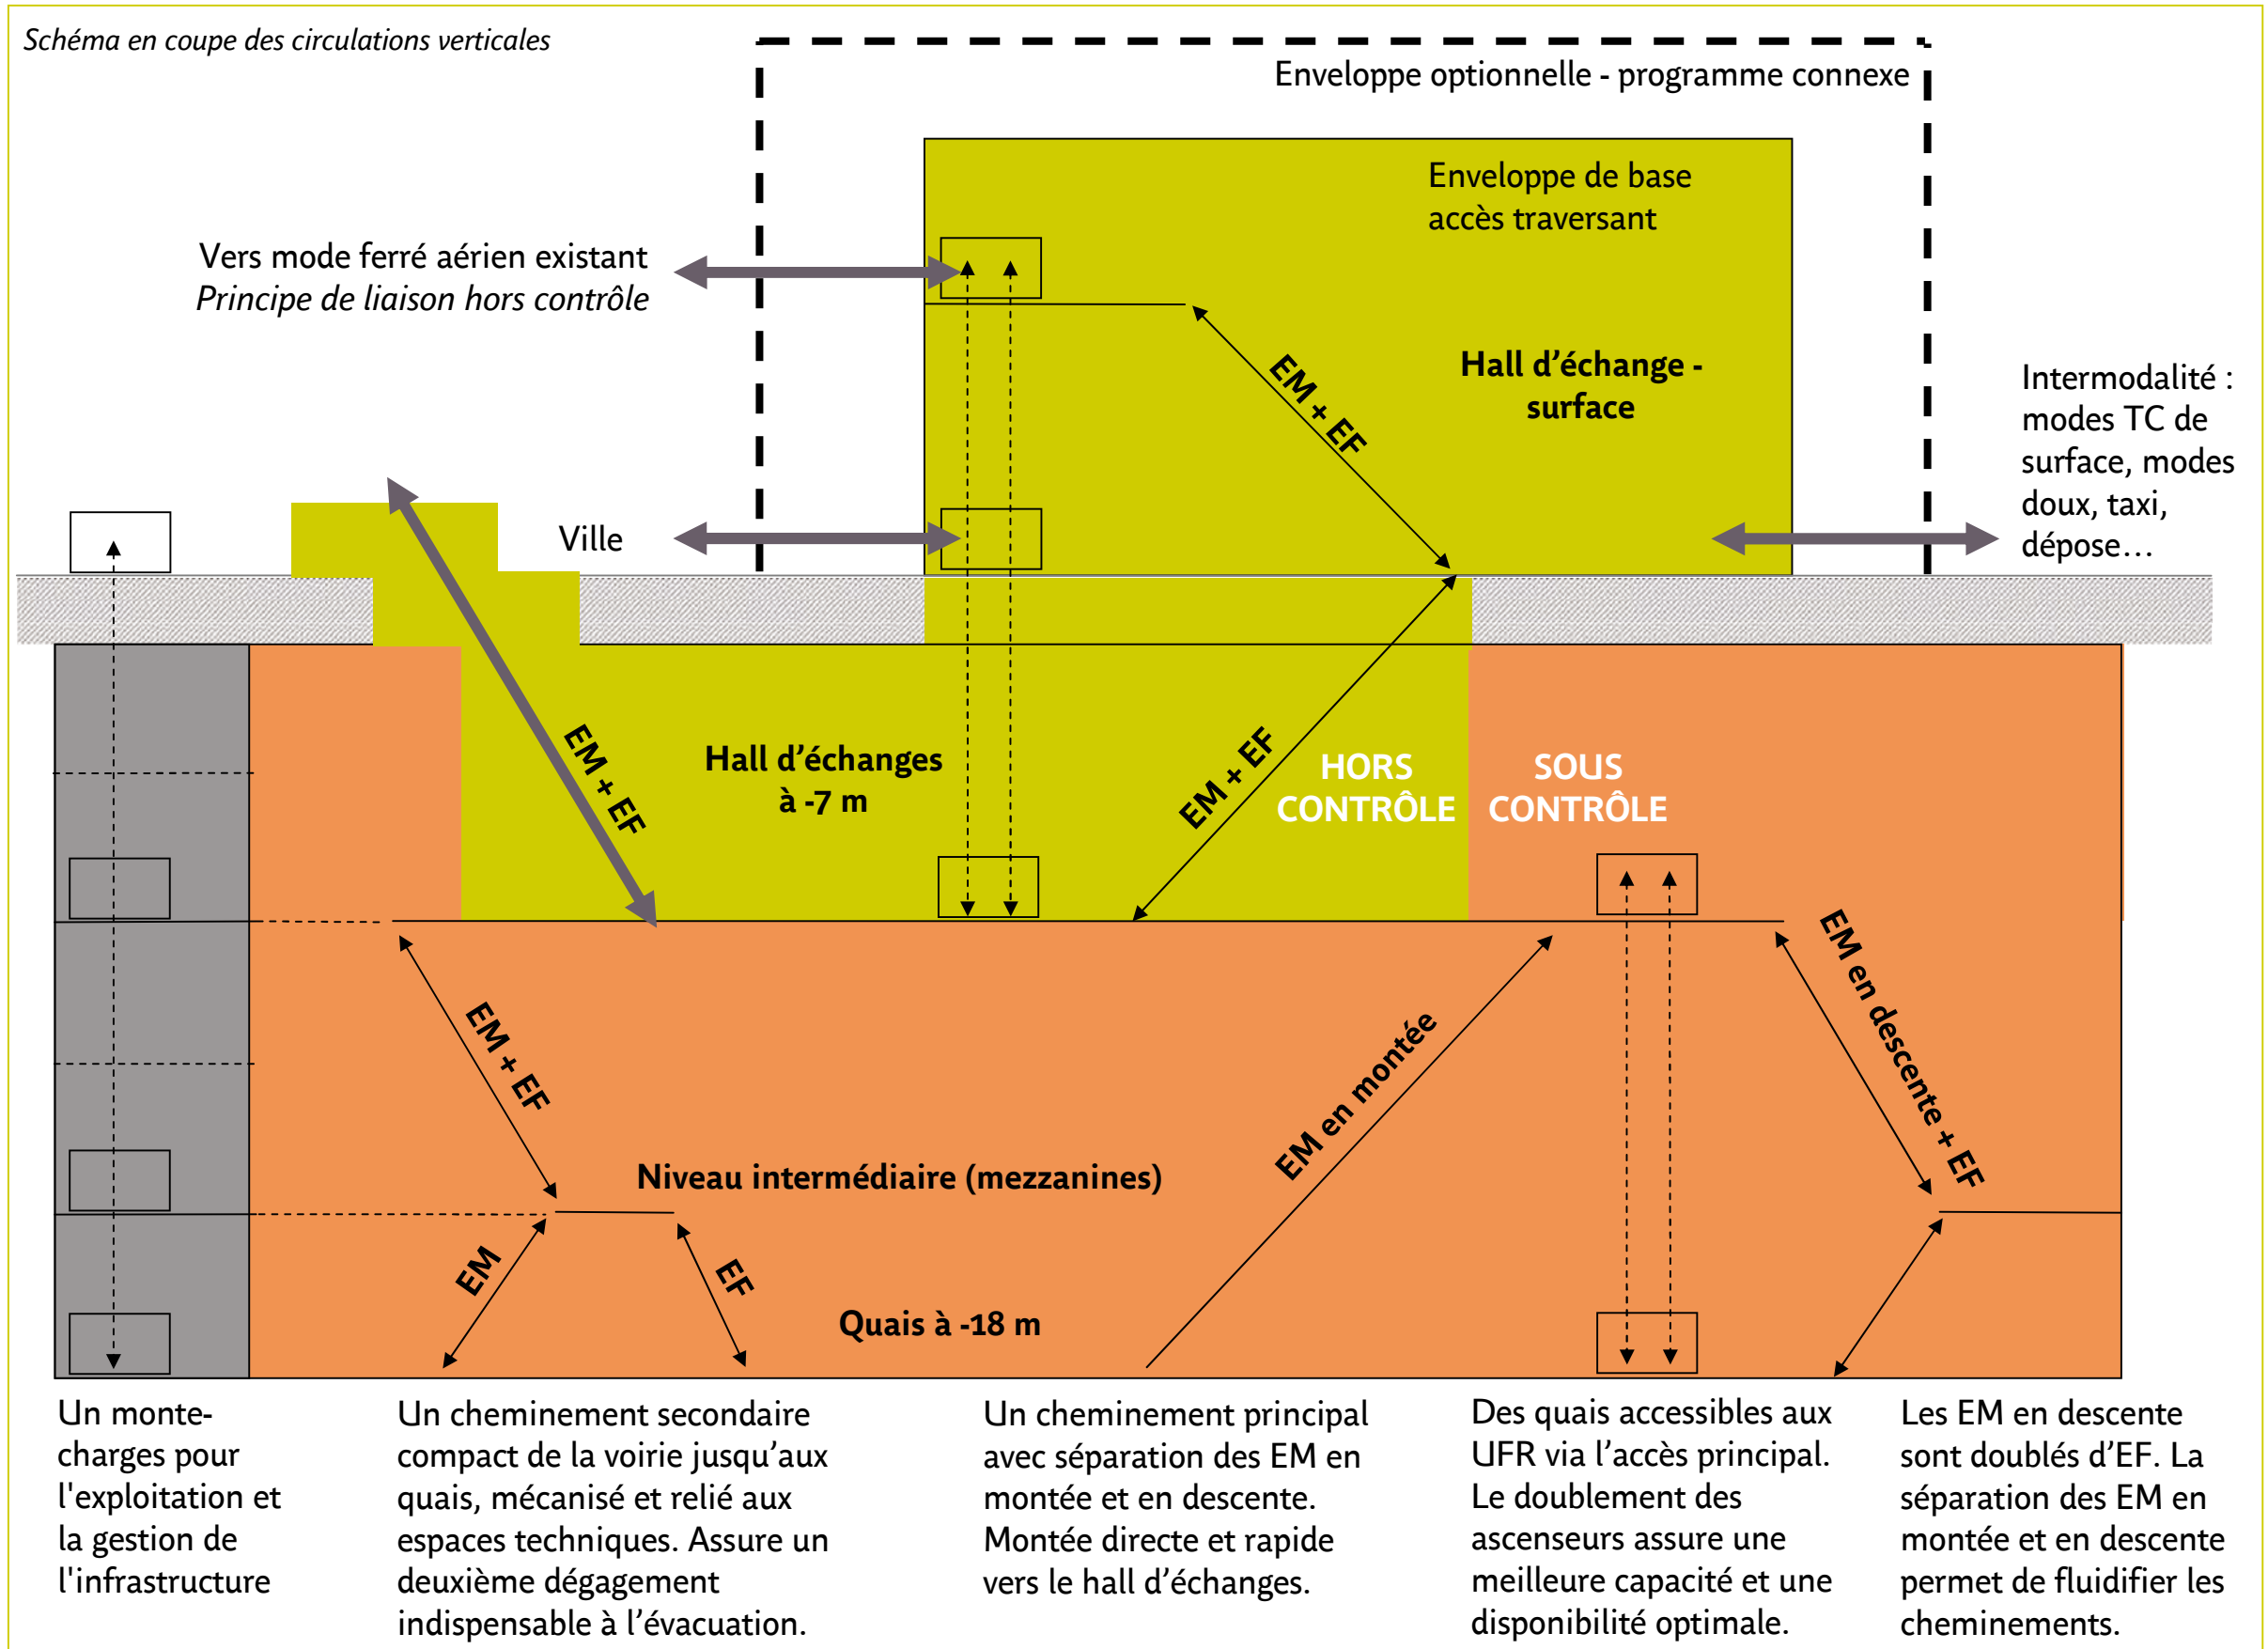 Schéma en coupe des circulations verticales
Enveloppe optionnelle - programme connexe
Enveloppe de base
accès traversant
Vers mode ferré aérien existant
Principe de liaison hors contrôle
EM + EF
Hall d'échange -
surface
Intermodalité :
modes TC de
surface, modes
doux, taxi,
dépose…
Ville
EM + EF
Hall d'échanges
à -7 m
EM + EF
HORS
CONTRÔLE
SOUS
CONTRÔLE
EM + EF
EM en montée
EM en descente + EF
Niveau intermédiaire (mezzanines)
EM
EF
Quais à -18 m
Un monte-
charges pour
l'exploitation et
la gestion de
l'infrastructure
Un cheminement secondaire
compact de la voirie jusqu'aux
quais, mécanisé et relié aux
espaces techniques. Assure un
deuxième dégagement
indispensable à l'évacuation.
Un cheminement principal
avec séparation des EM en
montée et en descente.
Montée directe et rapide
vers le hall d'échanges.
Des quais accessibles aux
UFR via l'accès principal.
Le doublement des
ascenseurs assure une
meilleure capacité et une
disponibilité optimale.
Les EM en descente
sont doublés d'EF. La
séparation des EM en
montée et en descente
permet de fluidifier les
cheminements.